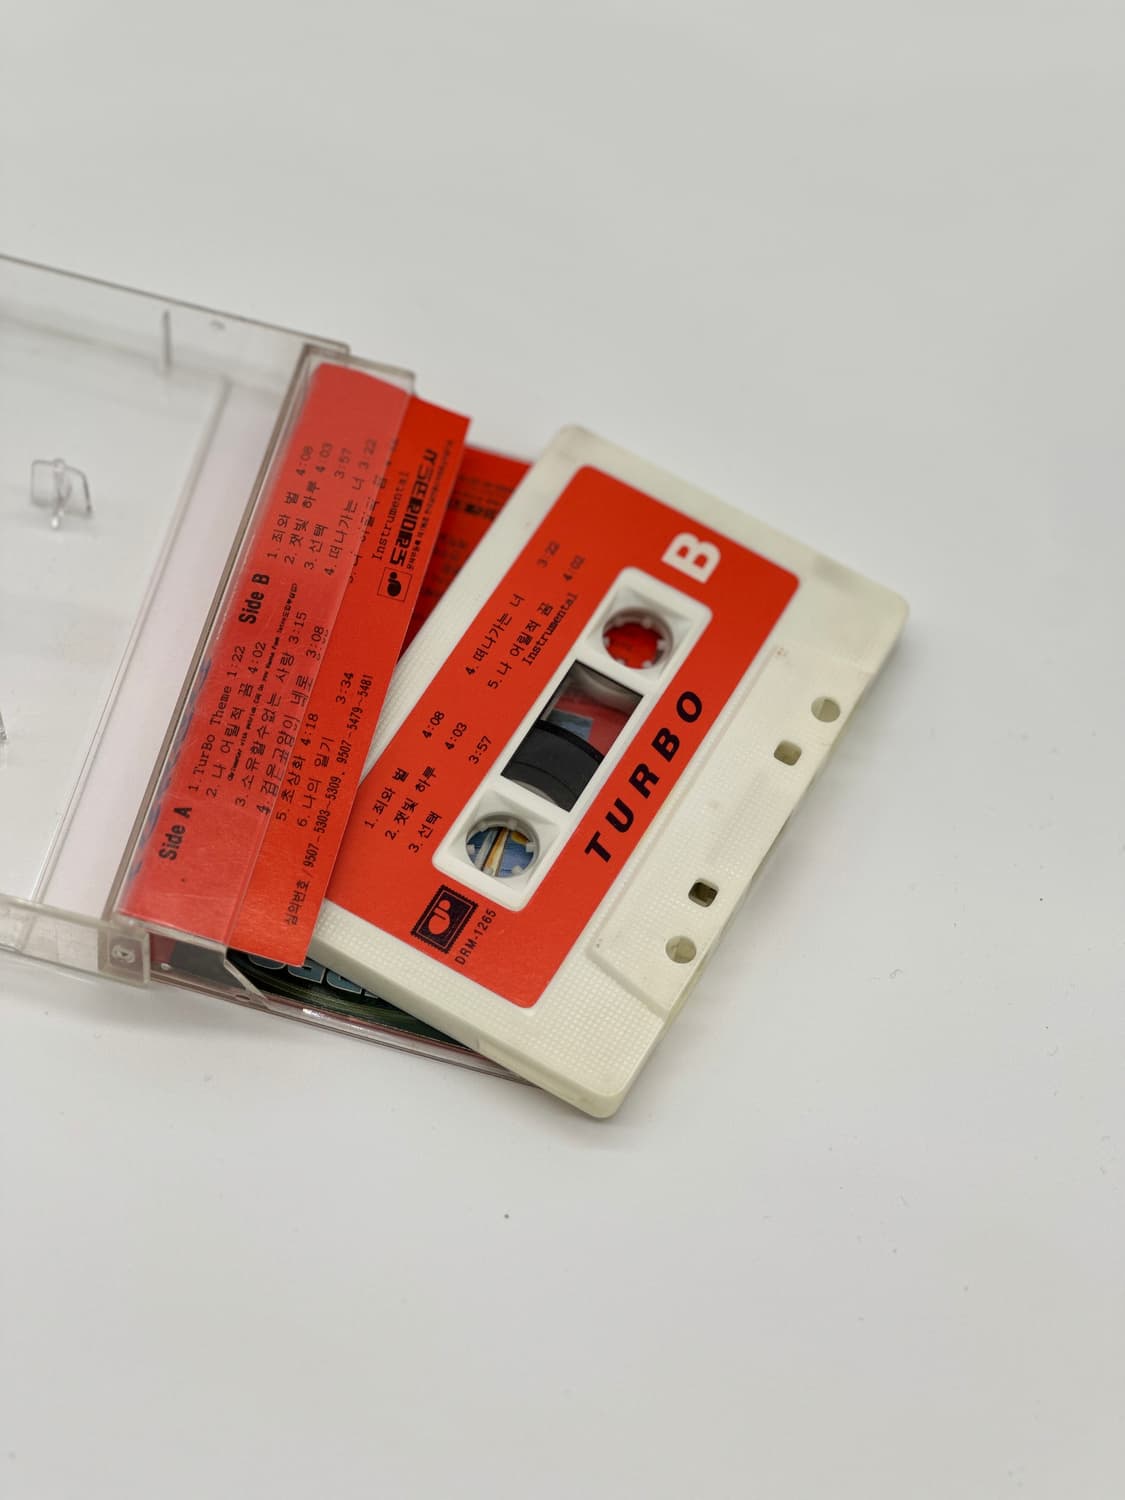 Side A
1. TurBo Theme 1:22
2. 나 어릴적 꿈 4:02
3. 소유할수없는 사랑 3:15
4. 검은고양이 네로 3:08
5. 초상화 4:18
6. 나의 일기 3:34
심의번호 / 9507-5303~5309, 9507-5479~5481
Side B
1. 죄와 벌 4:08
2. 잿빛 하루 4:03
3. 선택 3:57
4. 떠나가는 너 3:22
Instrumental
도레미레코드사
B
1. 죄와 벌 4:08
2. 잿빛 하루 4:03
3. 선택 3:57
4. 떠나가는 너 3:22
5. 나 어릴적 꿈 4:02
Instrumental
TURBO
DRM-1265